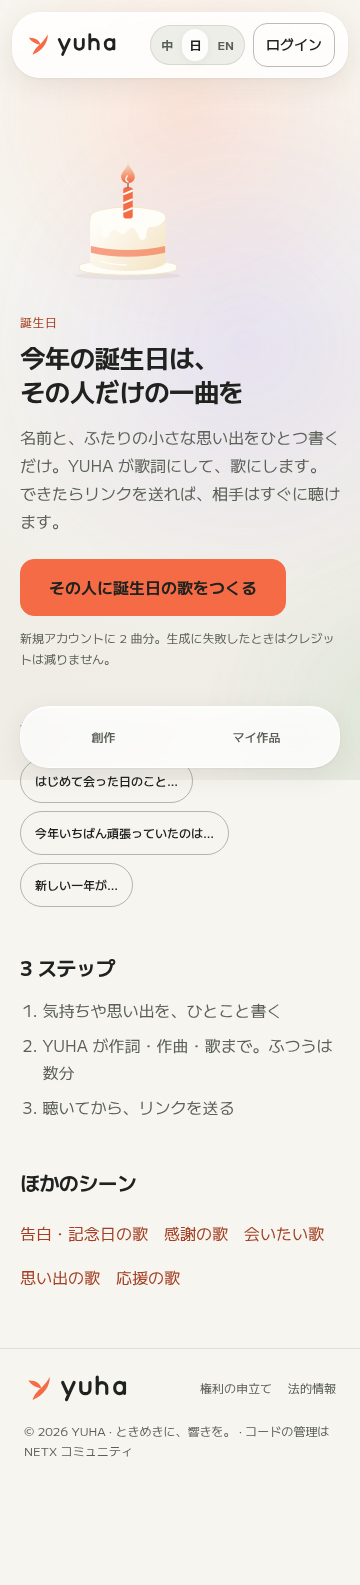 yuha
中 日 EN
ログイン
誕生日
今年の誕生日は、
その人だけの一曲を
名前と、ふたりの小さな思い出をひとつ書く
だけ。YUHA が歌詞にして、歌にします。
できたらリンクを送れば、相手はすぐに聴け
ます。
その人に誕生日の歌をつくる
新規アカウントに 2 曲分。生成に失敗したときはクレジッ
トは減りません。
創作 マイ作品
はじめて会った日のこと…
今年いちばん頑張っていたのは…
新しい一年が…
3 ステップ
1. 気持ちや思い出を、ひとこと書く
2. YUHA が作詞・作曲・歌まで。ふつうは
数分
3. 聴いてから、リンクを送る
ほかのシーン
告白・記念日の歌 感謝の歌 会いたい歌
思い出の歌 応援の歌
yuha
権利の申立て 法的情報
© 2026 YUHA · ときめきに、響きを。 · コードの管理は
NETX コミュニティ